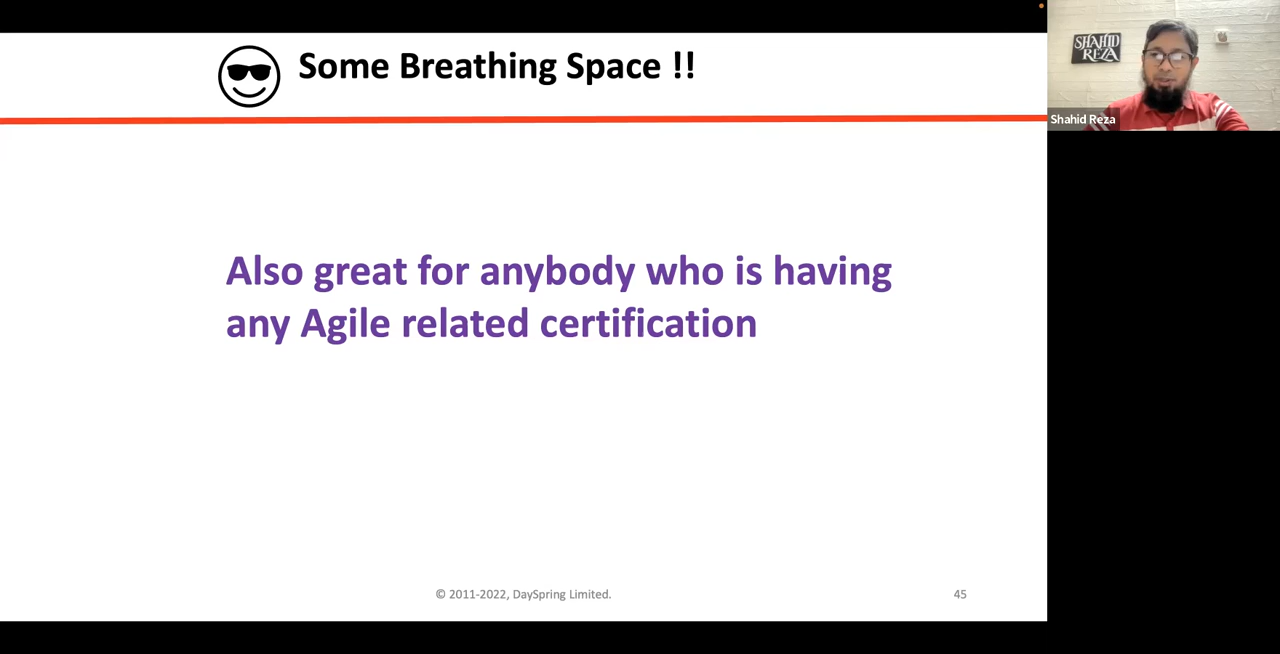 Some Breathing Space !!
SHAHID
REZA
Shahid Reza
Also great for anybody who is having
any Agile related certification
© 2011-2022, DaySpring Limited.
45